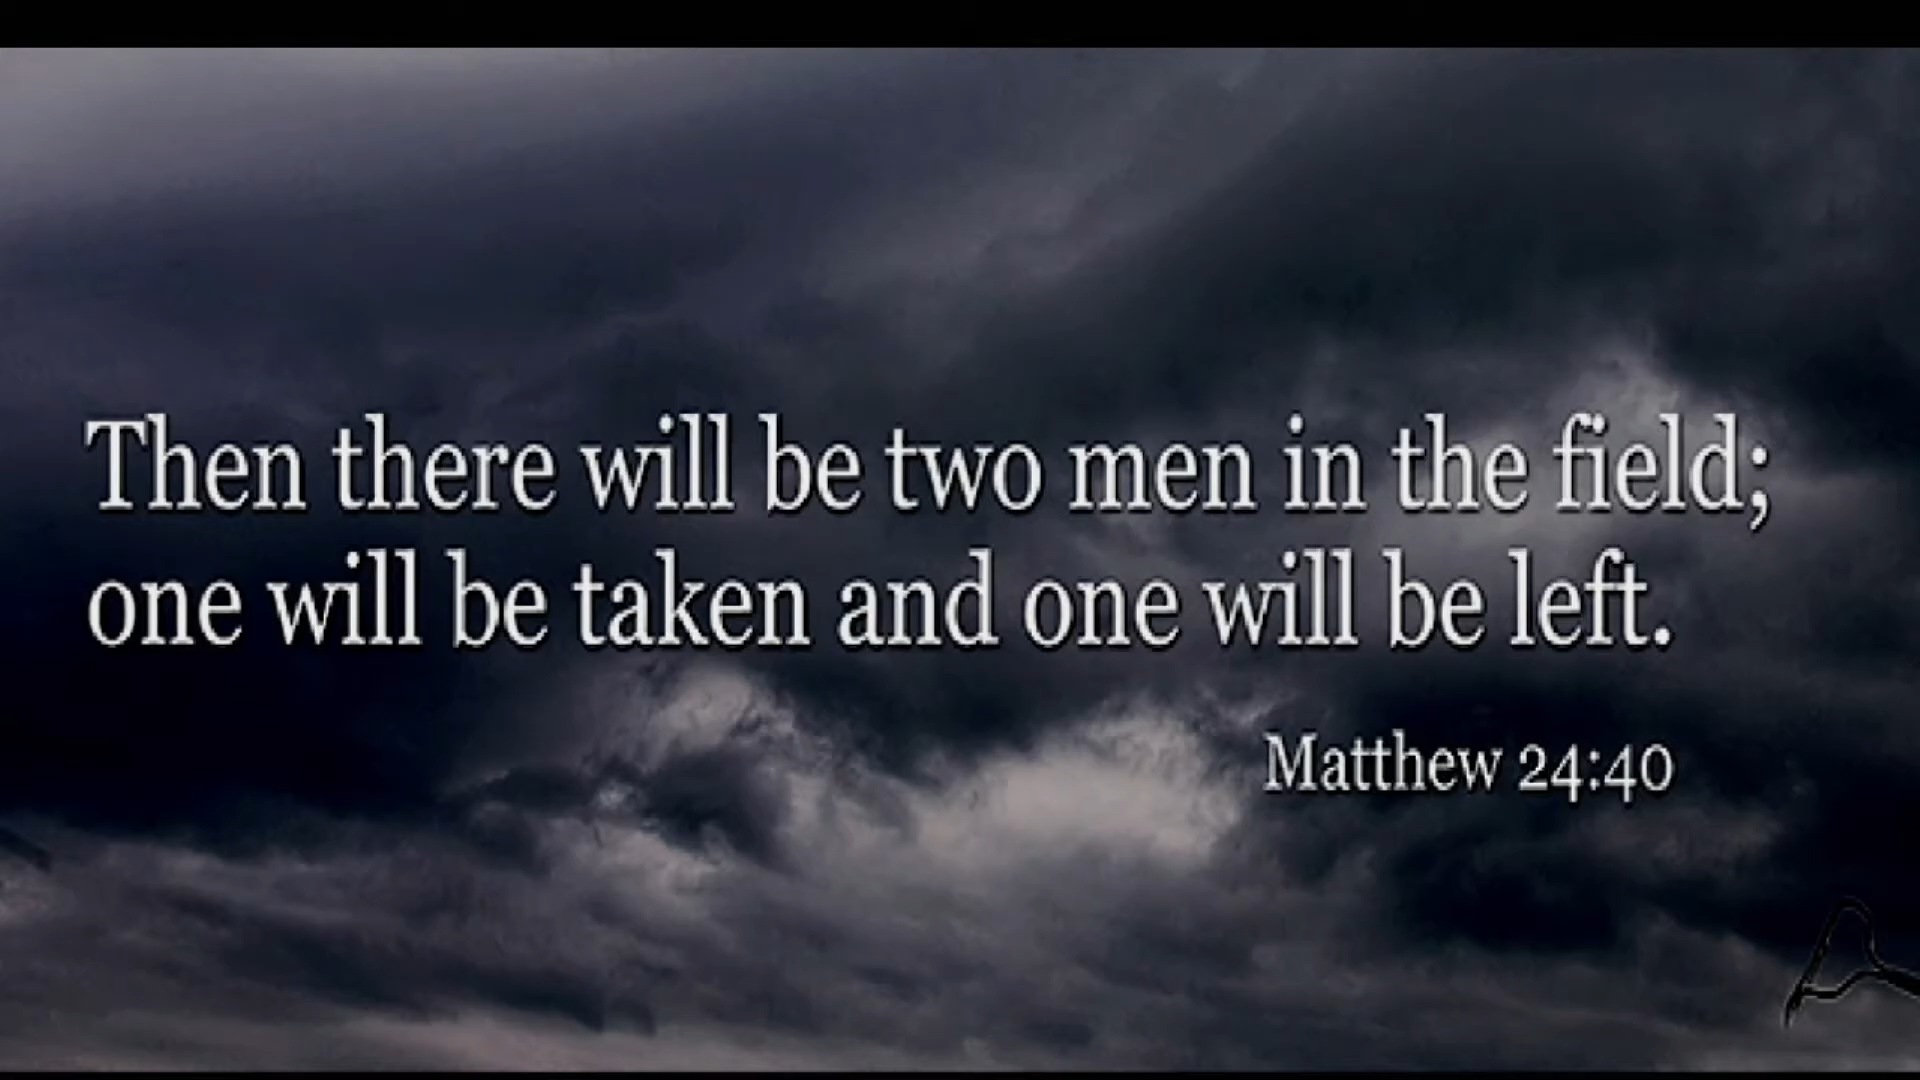 Then there will be two men in the field;
one will be taken and one will be left.
Matthew 24:40